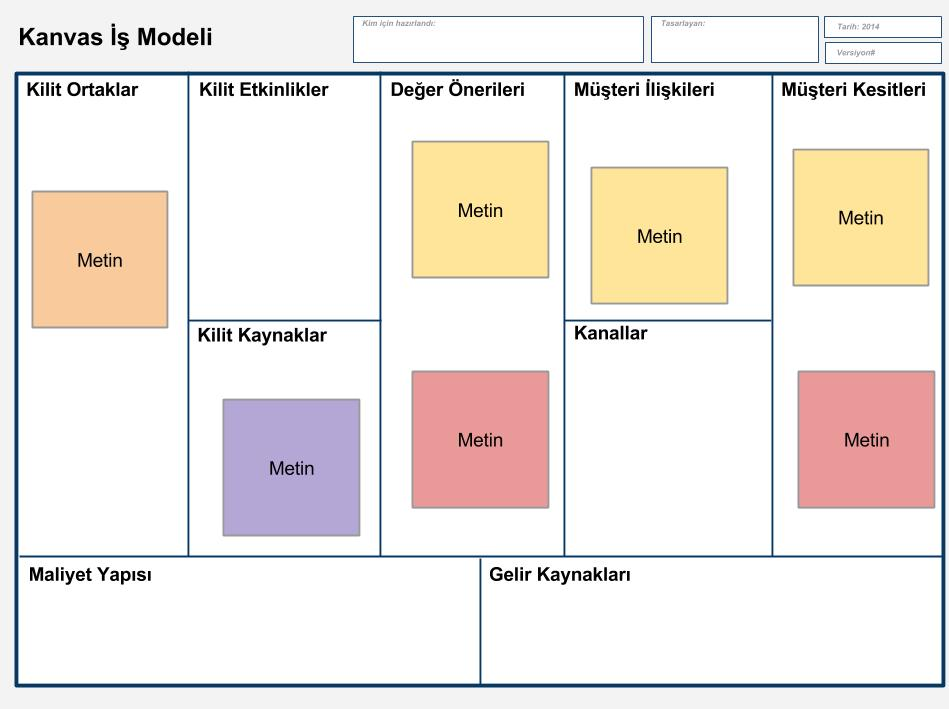 Kanvas İş Modeli
Kim için hazırlandı:
Tasarlayan:
Tarih: 2014
Versiyon#
Kilit Ortaklar
Metin
Kilit Etkinlikler
Kilit Kaynaklar
Metin
Değer Önerileri
Metin
Metin
Müşteri İlişkileri
Metin
Kanallar
Müşteri Kesitleri
Metin
Metin
Maliyet Yapısı
Gelir Kaynakları